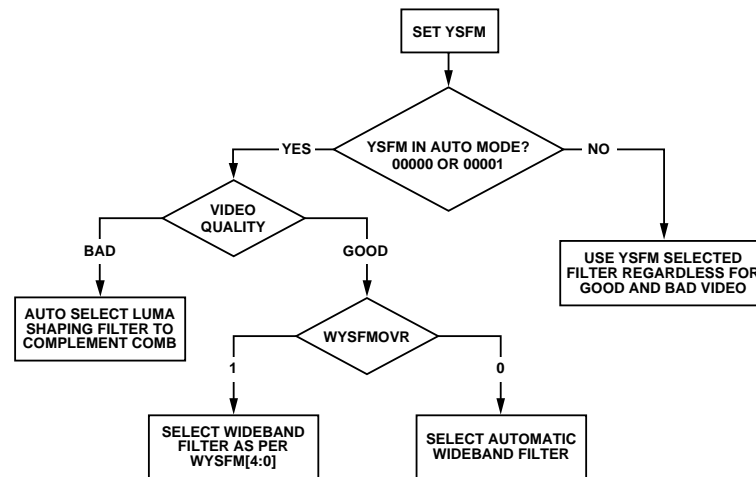 SET YSFM
YSFM IN AUTO MODE?
00000 OR 00001
YES
NO
VIDEO
QUALITY
BAD
GOOD
USE YSFM SELECTED
FILTER REGARDLESS FOR
GOOD AND BAD VIDEO
AUTO SELECT LUMA
SHAPING FILTER TO
COMPLEMENT COMB
WYSFMOVR
1
0
SELECT WIDEBAND
FILTER AS PER
WYSFM[4:0]
SELECT AUTOMATIC
WIDEBAND FILTER